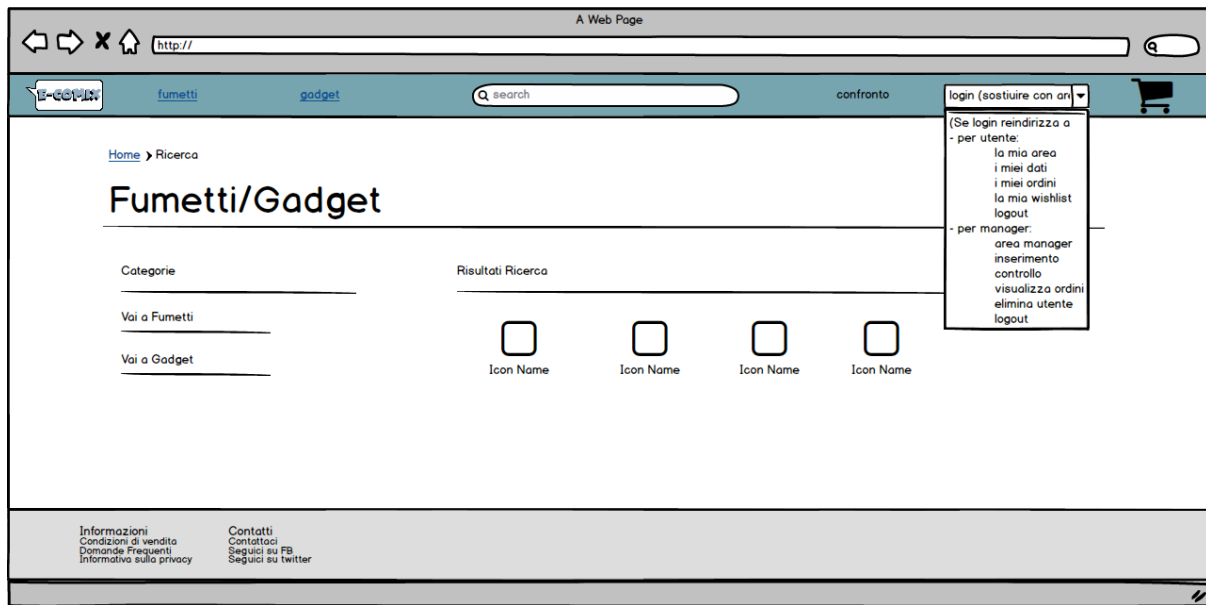 A Web Page
http://
E-COMIX
fumetti
gadget
search
confronto
login (sostiuire con are
(Se login reindirizza a
- per utente:
la mia area
i miei dati
i miei ordini
la mia wishlist
logout
- per manager:
area manager
inserimento
controllo
visualizza ordini
elimina utente
logout
Home > Ricerca
Fumetti/Gadget
Categorie
Vai a Fumetti
Vai a Gadget
Risultati Ricerca
Icon Name
Icon Name
Icon Name
Icon Name
Informazioni
Condizioni di vendita
Domande Frequenti
Informativa sulla privacy
Contatti
Contattaci
Seguici su FB
Seguici su twitter